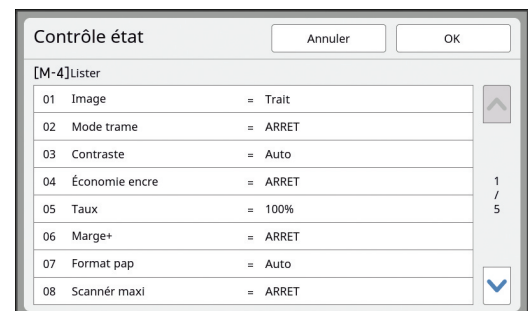 Contrôle état Annuler OK
[M-4]Lister
01 Image = Trait
02 Mode trame = ARRET
03 Contraste = Auto
04 Économie encre = ARRET
05 Taux = 100%
06 Marge+ = ARRET
07 Format pap = Auto
08 Scannér maxi = ARRET
1
/
5